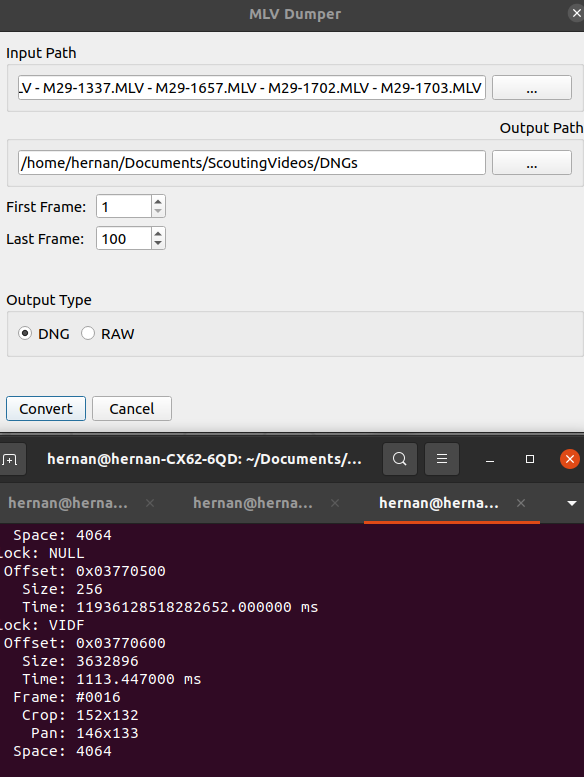 MLV Dumper
Input Path
.V - M29-1337.MLV - M29-1657.MLV - M29-1702.MLV - M29-1703.MLV
...
Output Path
/home/hernan/Documents/ScoutingVideos/DNGs
...
First Frame: 1
Last Frame: 100
Output Type
DNG RAW
Convert Cancel
hernan@hernan-CX62-6QD: ~/Documents/...
hernan@herna... hernan@herna... hernan@herna...
Space: 4064
lock: NULL
Offset: 0x03770500
Size: 256
Time: 11936128518282652.000000 ms
lock: VIDF
Offset: 0x03770600
Size: 3632896
Time: 1113.447000 ms
Frame: #0016
Crop: 152x132
Pan: 146x133
Space: 4064